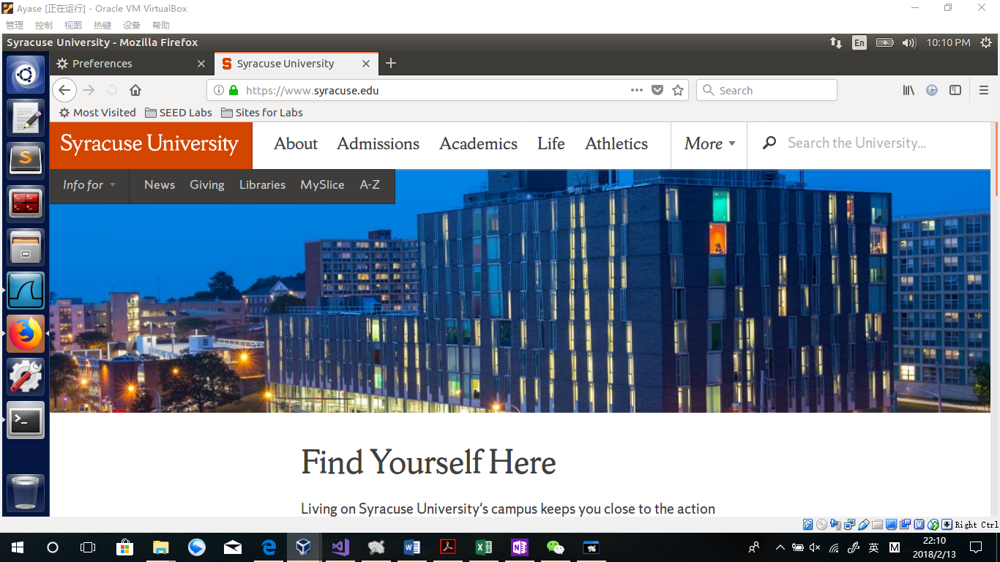 Ayase [正在运行] - Oracle VM VirtualBox
管理 控制 视图 热键 设备 帮助
Syracuse University - Mozilla Firefox En 10:10 PM
Preferences Syracuse University
https://www.syracuse.edu Search
Most Visited SEED Labs Sites for Labs
Syracuse University About Admissions Academics Life Athletics More Search the University...
Info for News Giving Libraries MySlice A-Z
Find Yourself Here
Living on Syracuse University's campus keeps you close to the action
Right Ctrl
英 M 22:10
2018/2/13